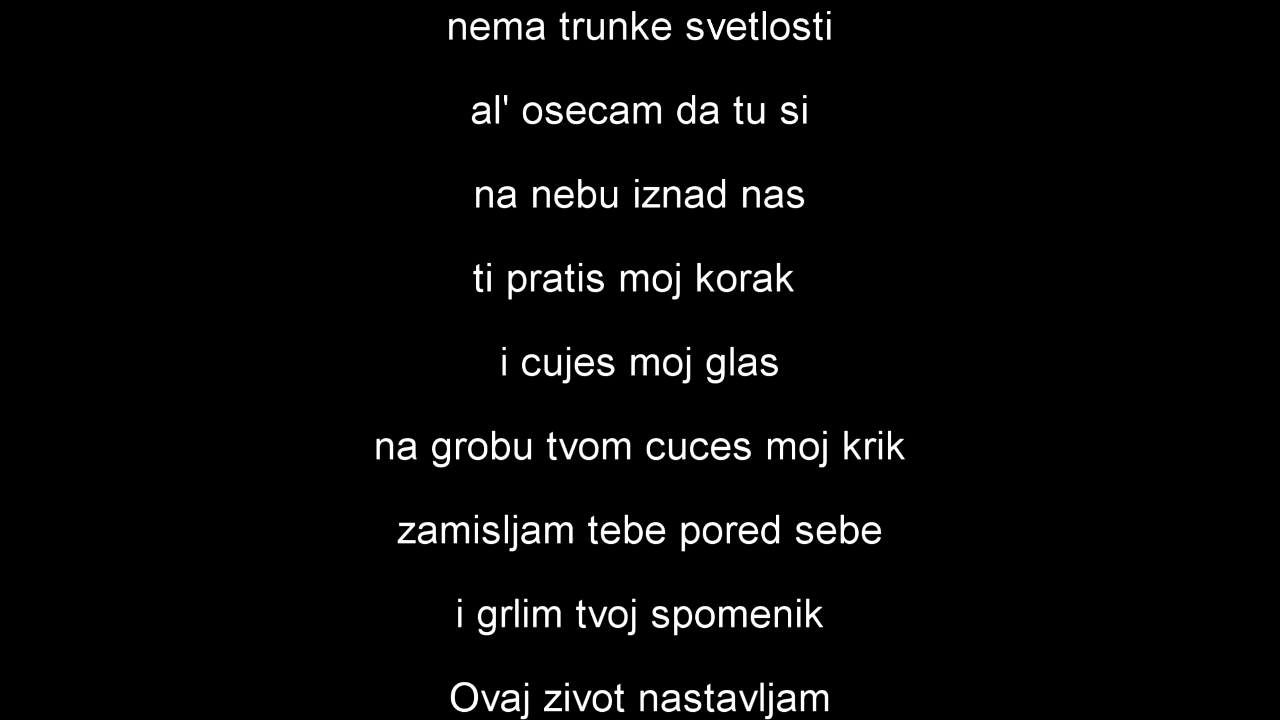 nema trunke svetlosti
al' osecam da tu si
na nebu iznad nas
ti pratis moj korak
i cujes moj glas
na grobu tvom cuces moj krik
zamisljam tebe pored sebe
i grlim tvoj spomenik
Ovaj zivot nastavljam